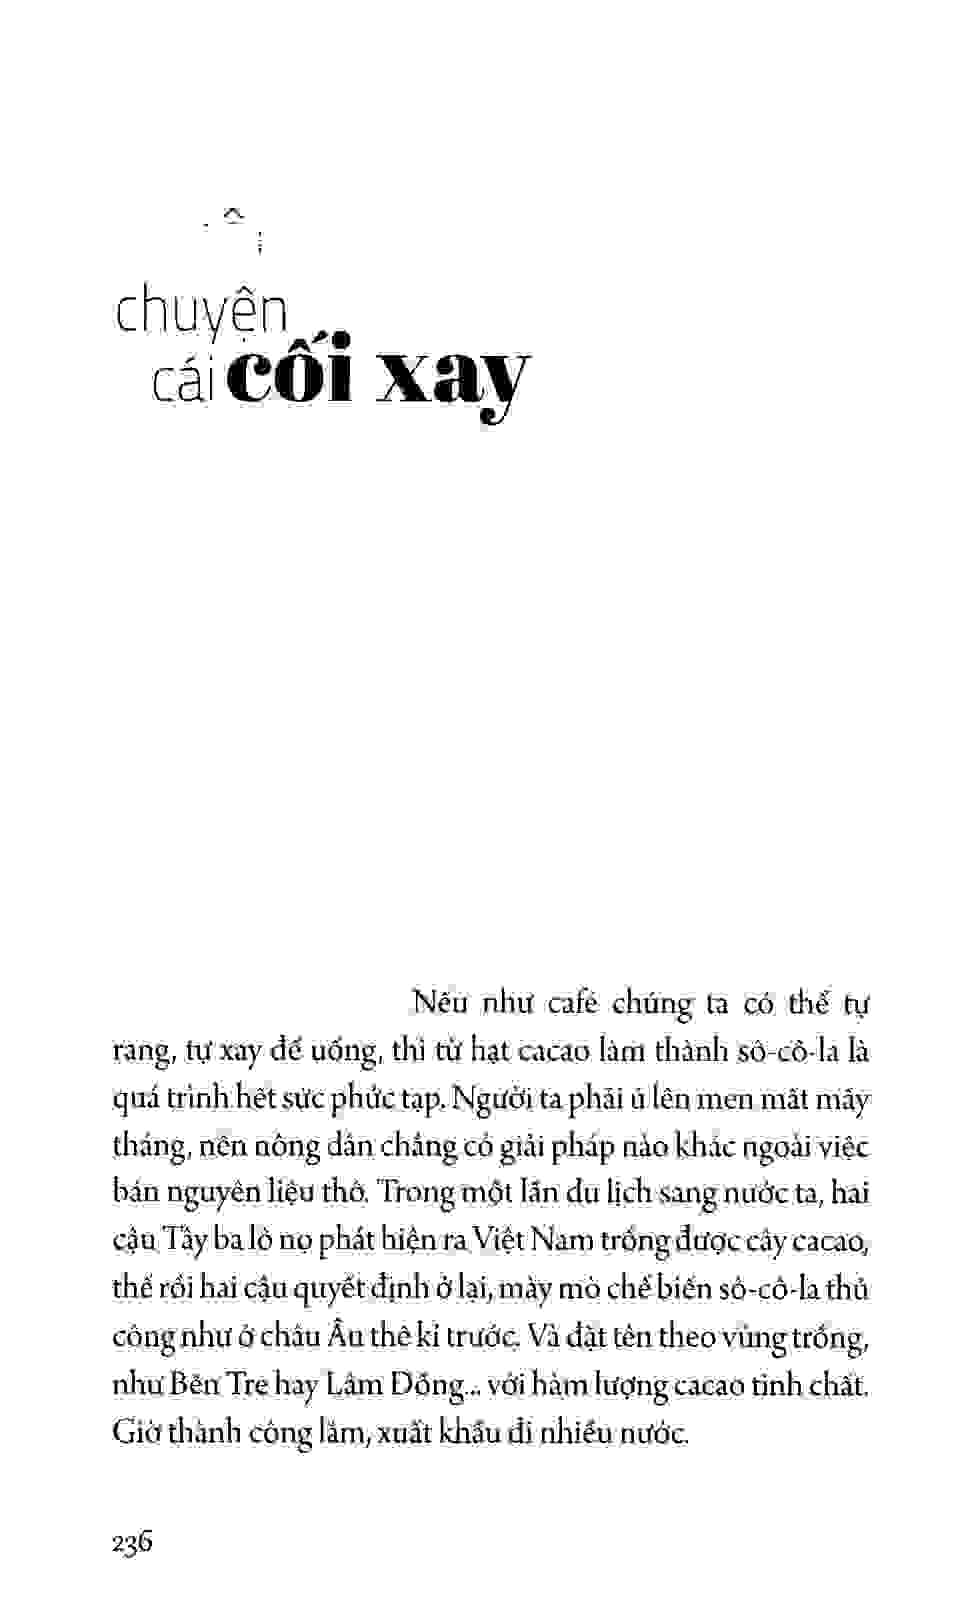 chuyện
cái cối xay
Nếu như café chúng ta có thể tự
rang, tự xay để uống, thì từ hạt cacao làm thành sô-cô-la là
quá trình hết sức phức tạp. Người ta phải ủ lên men mất mấy
tháng, nên nông dân chẳng có giải pháp nào khác ngoài việc
bán nguyên liệu thô. Trong một lần du lịch sang nước ta, hai
cậu Tây ba lô nọ phát hiện ra Việt Nam trồng được cây cacao,
thế rồi hai cậu quyết định ở lại, mày mò chế biến sô-cô-la thủ
công như ở châu Âu thế kỉ trước. Và đặt tên theo vùng trồng,
như Bến Tre hay Lâm Đồng... với hàm lượng cacao tinh chất.
Giờ thành công lắm, xuất khẩu đi nhiều nước.
236